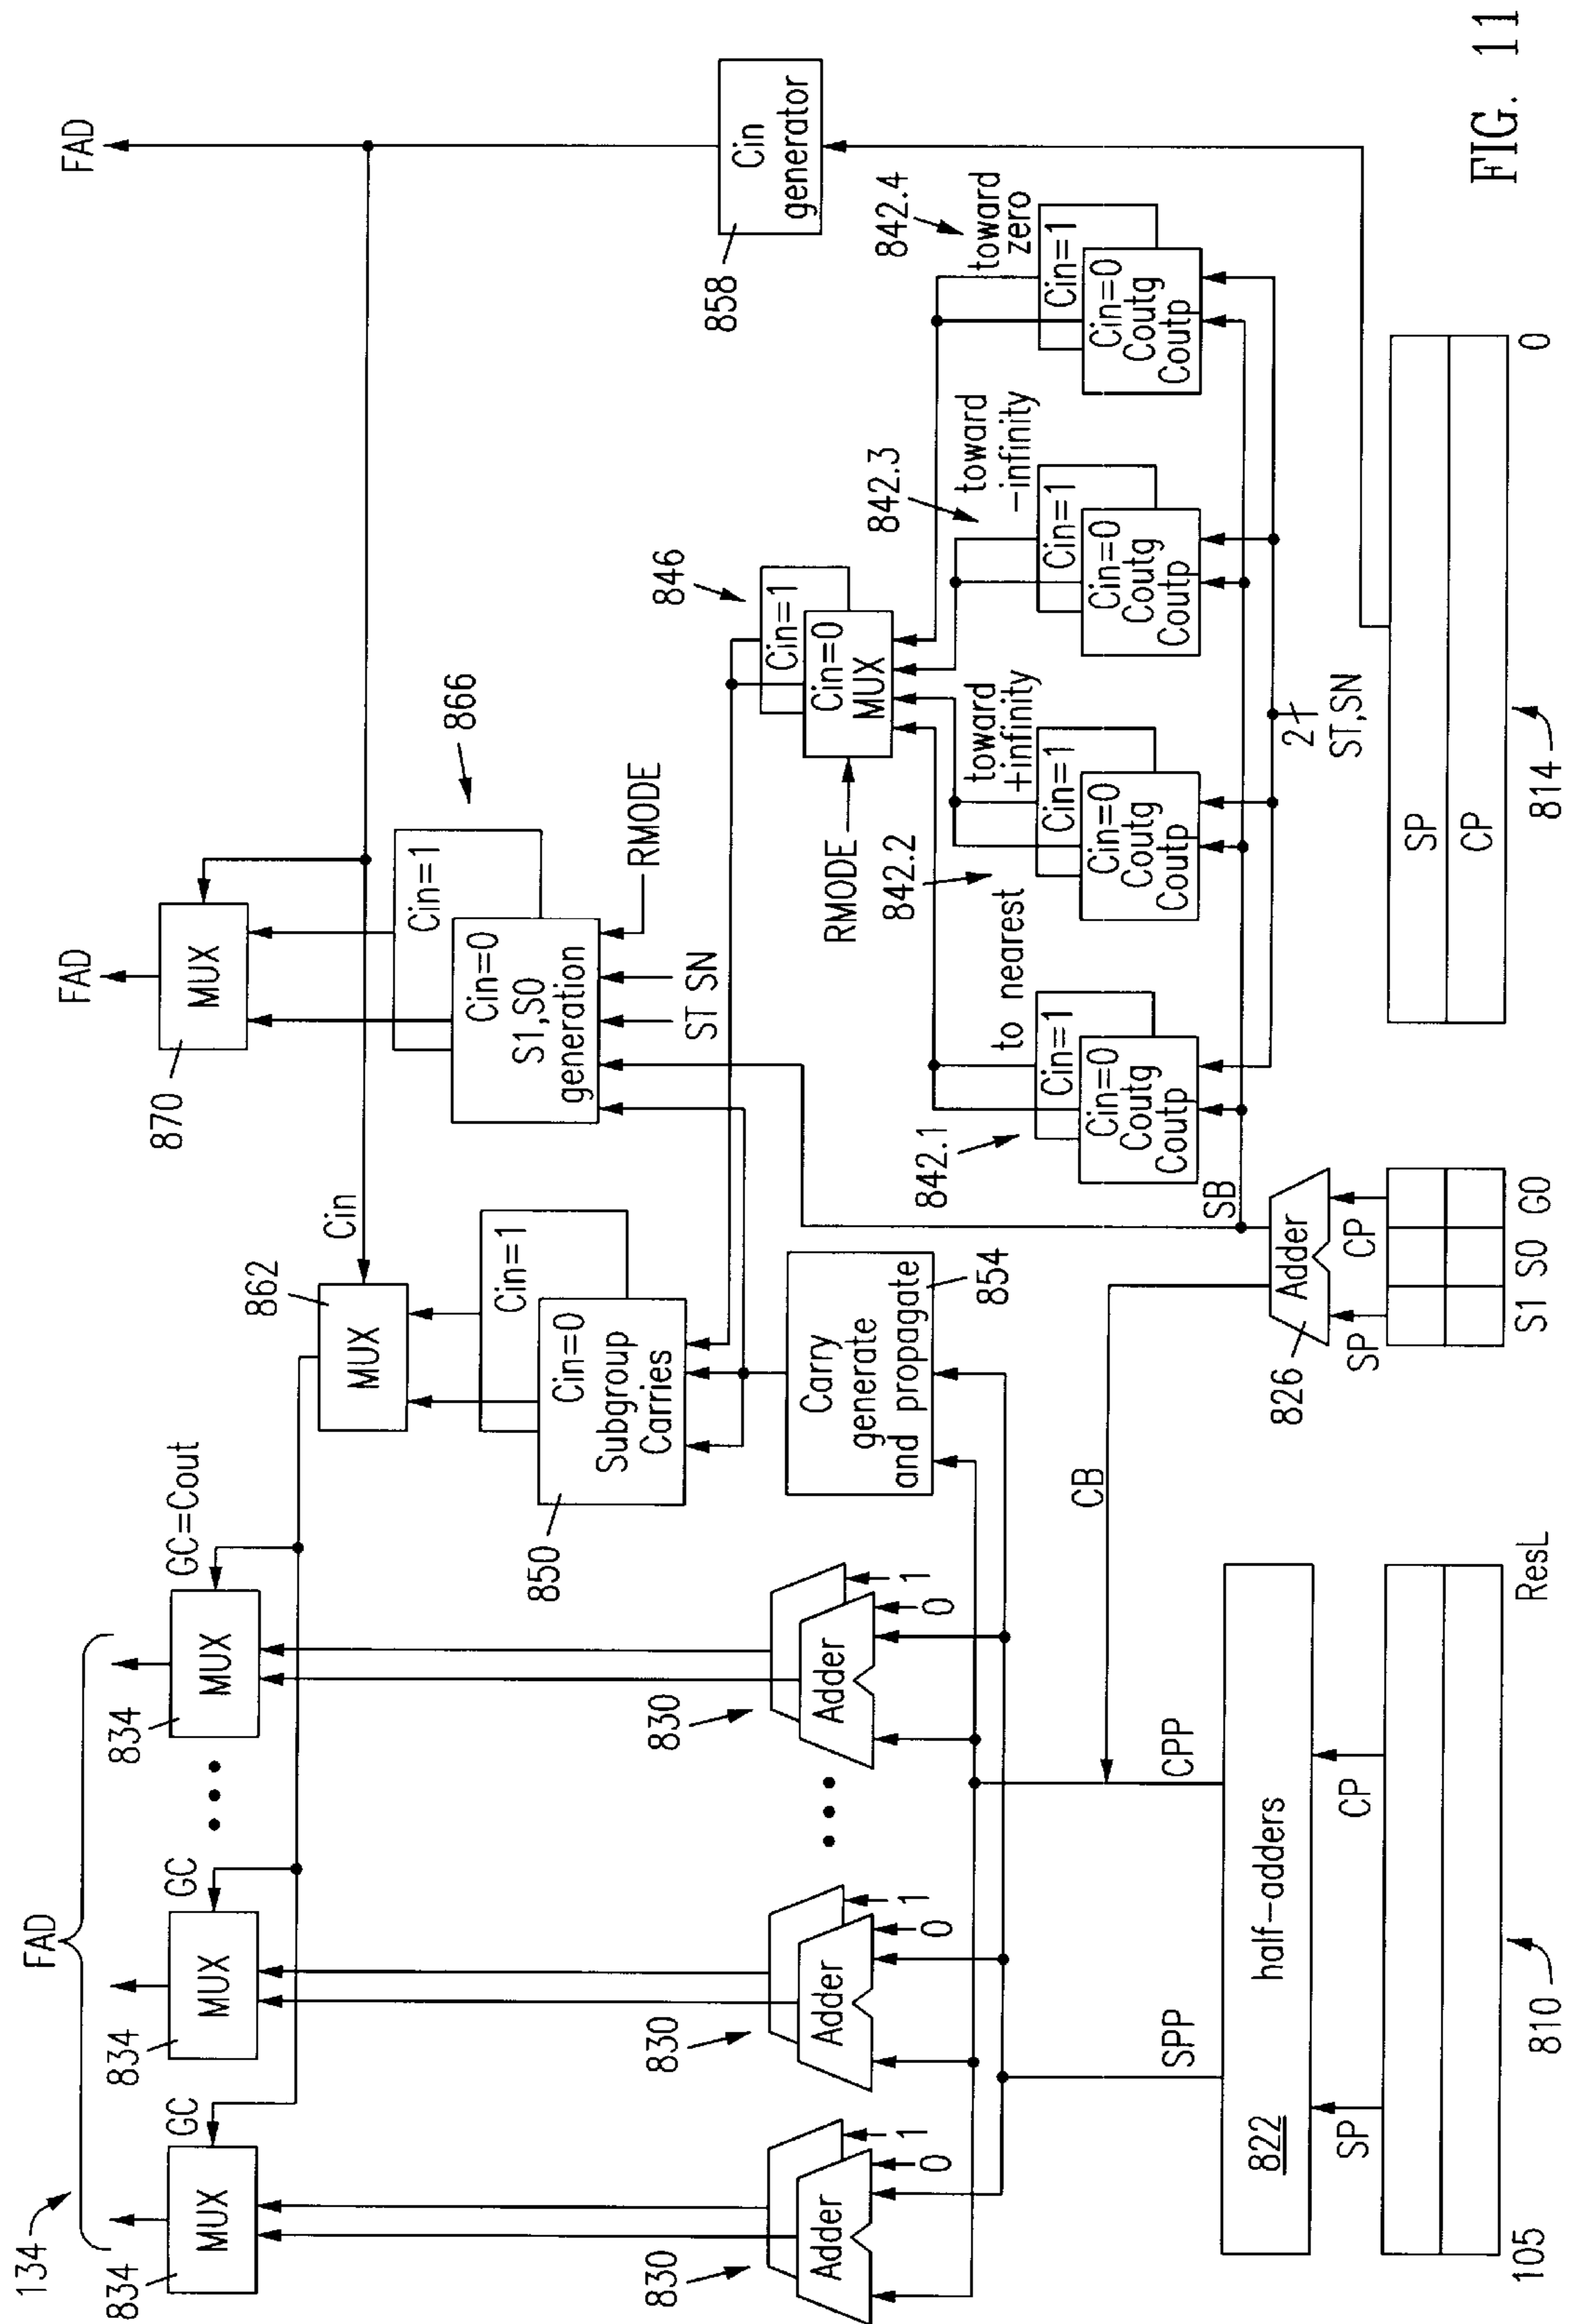 134
FAD
FAD
FAD
834
MUX
GC
834
MUX
GC
834
MUX
GC=Cout
862
MUX
Cin
870
MUX
866
Cin=1
Cin=0
S1,S0
generation
ST SN
RMODE
850
Cin=1
Cin=0
Subgroup
Carries
846
Cin=1
Cin=0
MUX
RMODE
858
Cin
generator
830
Adder
0
1
830
Adder
0
1
830
Adder
0
1
Carry
generate
and propagate
854
842.1
to nearest
Cin=1
Cin=0
Coutg
Coutp
842.2
toward
+infinity
Cin=1
Cin=0
Coutg
Coutp
842.3
toward
-infinity
Cin=1
Cin=0
Coutg
Coutp
842.4
toward
zero
Cin=1
Cin=0
Coutg
Coutp
SPP
CPP
CB
SB
2
ST,SN
822
half-adders
826
Adder
SP
CP
SP
CP
SP
CP
105
ResL
S1 S0 G0
0
810
814
FIG. 11